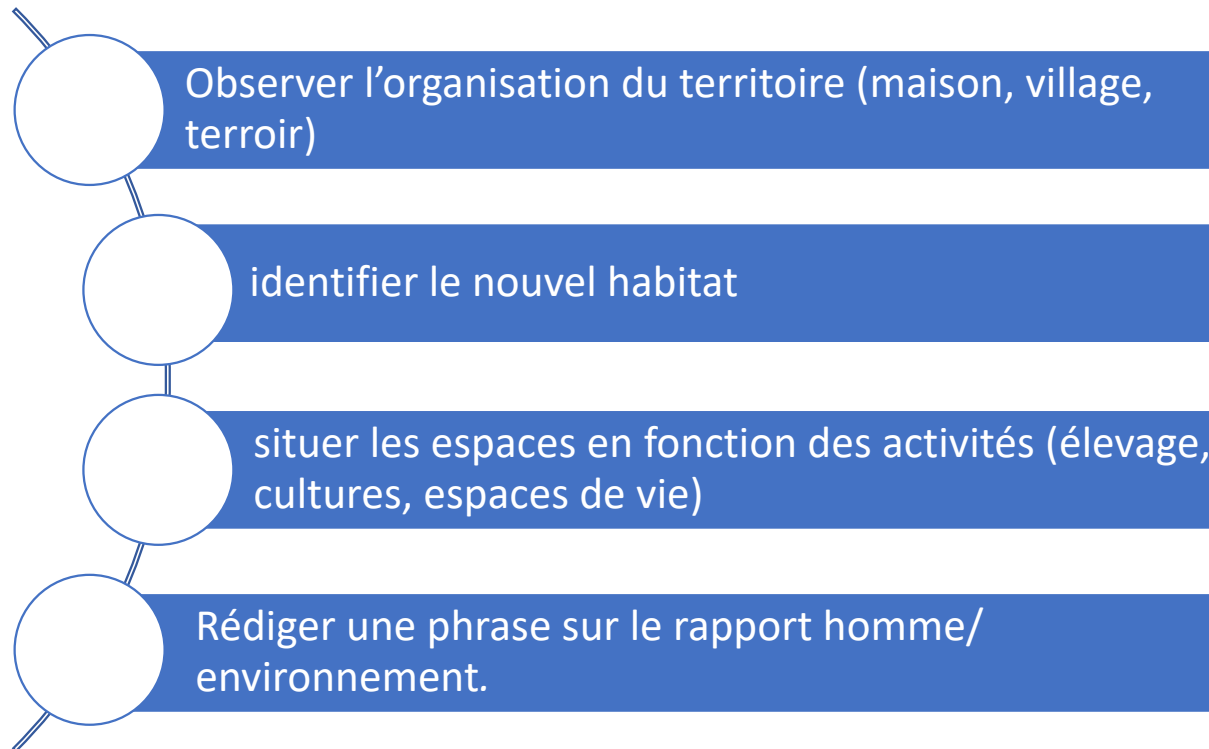 Observer l’organisation du territoire (maison, village,
terroir)
identifier le nouvel habitat
situer les espaces en fonction des activités (élevage,
cultures, espaces de vie)
Rédiger une phrase sur le rapport homme/
environnement.